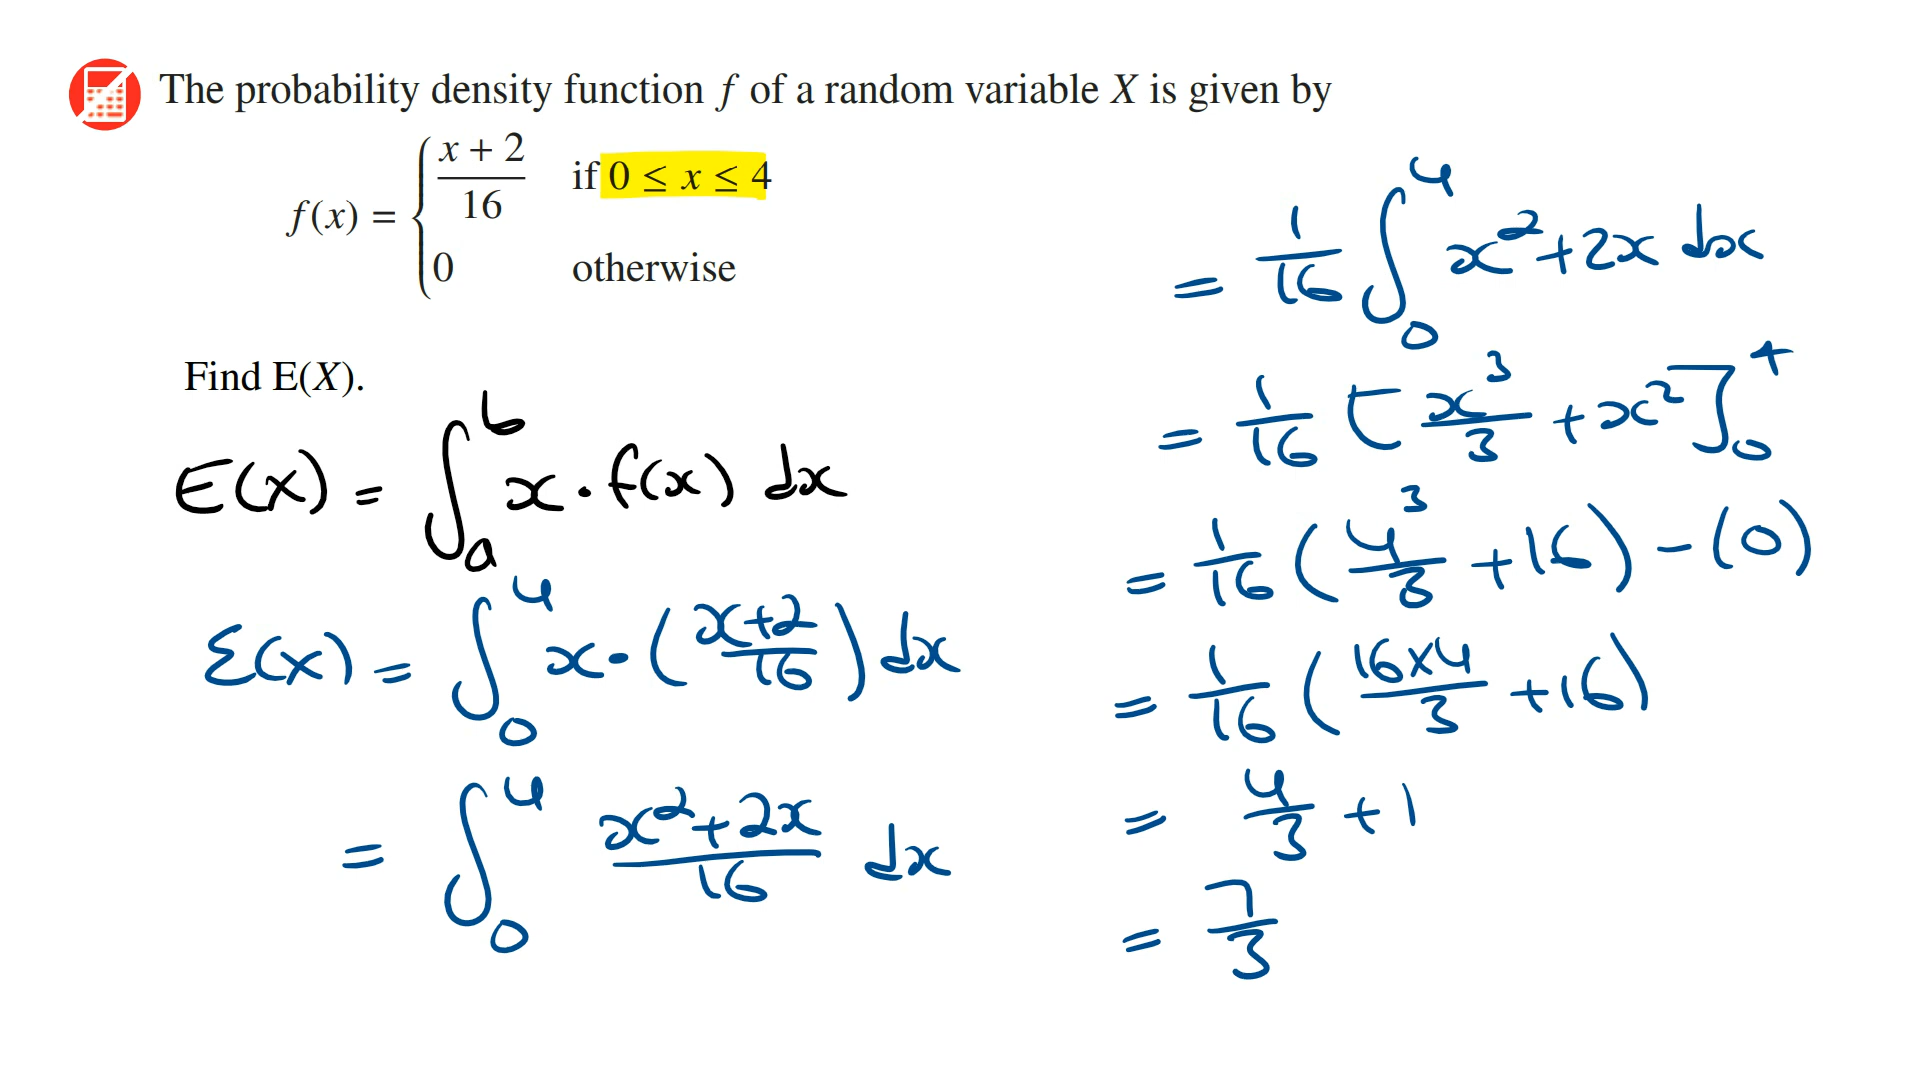 The probability density function f of a random variable X is given by
f(x) = { x + 2 / 16 if 0 ≤ x ≤ 4
0 otherwise
Find E(X).
E(x) = ∫_a^b x · f(x) dx
E(x) = ∫_0^4 x · (x+2 / 16) dx
= ∫_0^4 x²+2x / 16 dx
= 1/16 ∫_0^4 x²+2x dx
= 1/16 [x³/3 + x²]_0^4
= 1/16 (4³/3 + 16) − (0)
= 1/16 (16×4/3 + 16)
= 4/3 + 1
= 7/3